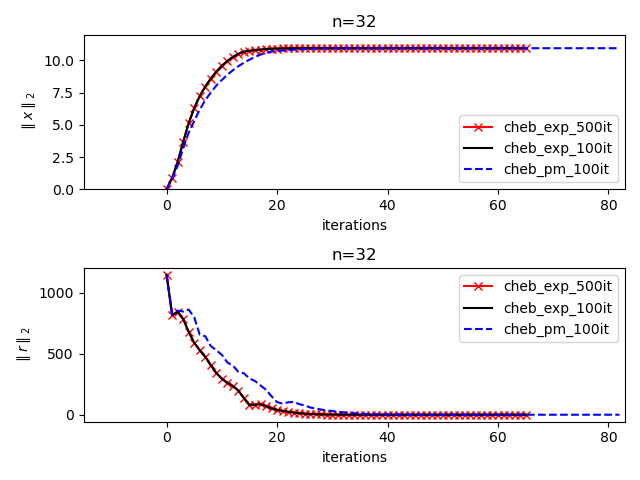 n=32
10.0
7.5
5.0
2.5
0.0
‖ x ‖₂
cheb_exp_500it
cheb_exp_100it
cheb_pm_100it
0 20 40 60 80
iterations
n=32
1000
500
0
‖ r ‖₂
cheb_exp_500it
cheb_exp_100it
cheb_pm_100it
0 20 40 60 80
iterations